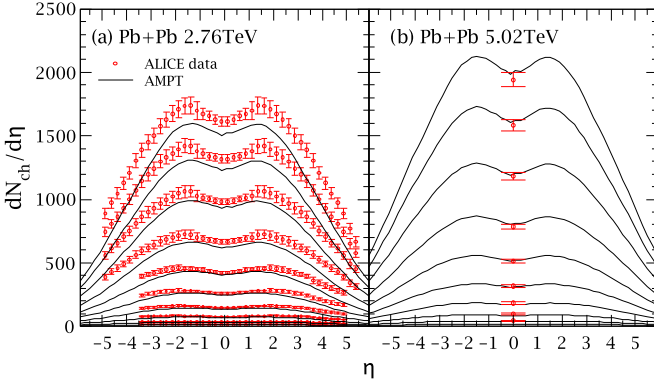 2500
2000
1500
1000
500
0
dN_ch/dη
(a) Pb+Pb 2.76TeV
ALICE data
AMPT
(b) Pb+Pb 5.02TeV
−5 −4 −3 −2 −1 0 1 2 3 4 5
−5 −4 −3 −2 −1 0 1 2 3 4 5
η